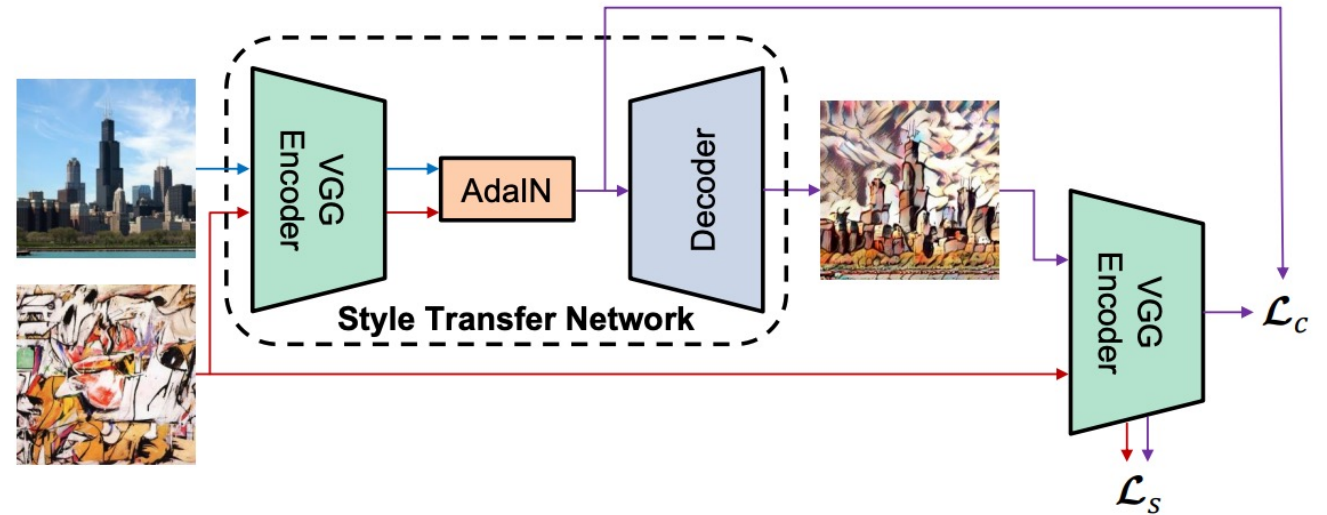 VGG
Encoder
AdaIN
Decoder
Style Transfer Network
VGG
Encoder
ℒc
ℒs